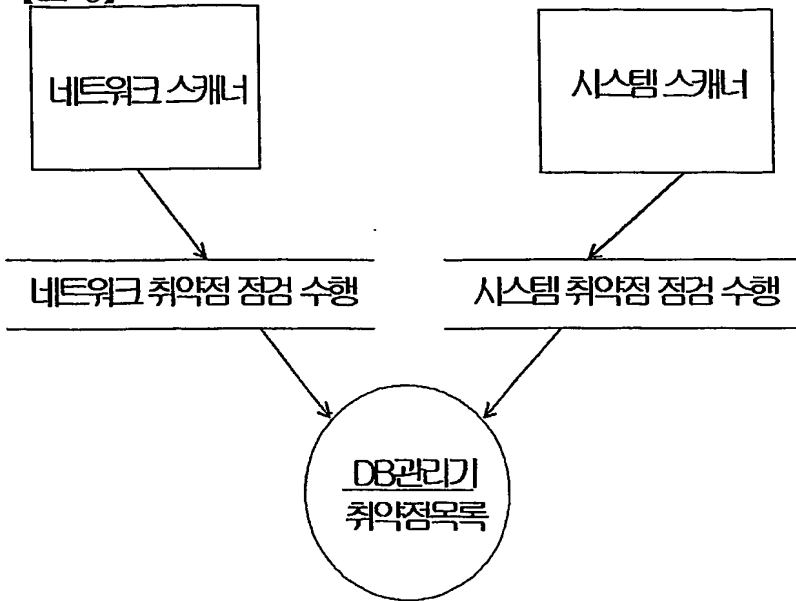 네트워크 스캐너
시스템 스캐너
네트워크 취약점 점검 수행
시스템 취약점 점검 수행
DB관리기
취약점목록